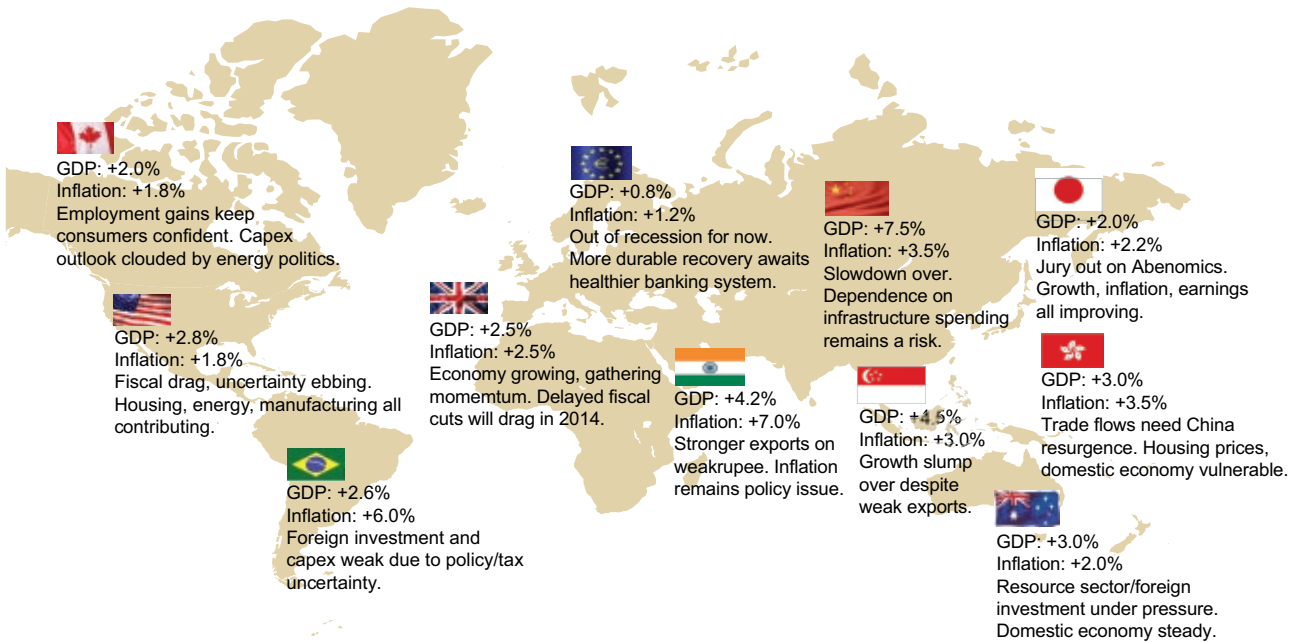 GDP: +2.0%
Inflation: +1.8%
Employment gains keep
consumers confident. Capex
outlook clouded by energy politics.
GDP: +2.8%
Inflation: +1.8%
Fiscal drag, uncertainty ebbing.
Housing, energy, manufacturing all
contributing.
GDP: +2.6%
Inflation: +6.0%
Foreign investment and
capex weak due to policy/tax
uncertainty.
GDP: +2.5%
Inflation: +2.5%
Economy growing, gathering
momemtum. Delayed fiscal
cuts will drag in 2014.
GDP: +0.8%
Inflation: +1.2%
Out of recession for now.
More durable recovery awaits
healthier banking system.
GDP: +4.2%
Inflation: +7.0%
Stronger exports on
weakrupee. Inflation
remains policy issue.
GDP: +7.5%
Inflation: +3.5%
Slowdown over.
Dependence on
infrastructure spending
remains a risk.
GDP: +4.5%
Inflation: +3.0%
Growth slump
over despite
weak exports.
GDP: +2.0%
Inflation: +2.2%
Jury out on Abenomics.
Growth, inflation, earnings
all improving.
GDP: +3.0%
Inflation: +3.5%
Trade flows need China
resurgence. Housing prices,
domestic economy vulnerable.
GDP: +3.0%
Inflation: +2.0%
Resource sector/foreign
investment under pressure.
Domestic economy steady.